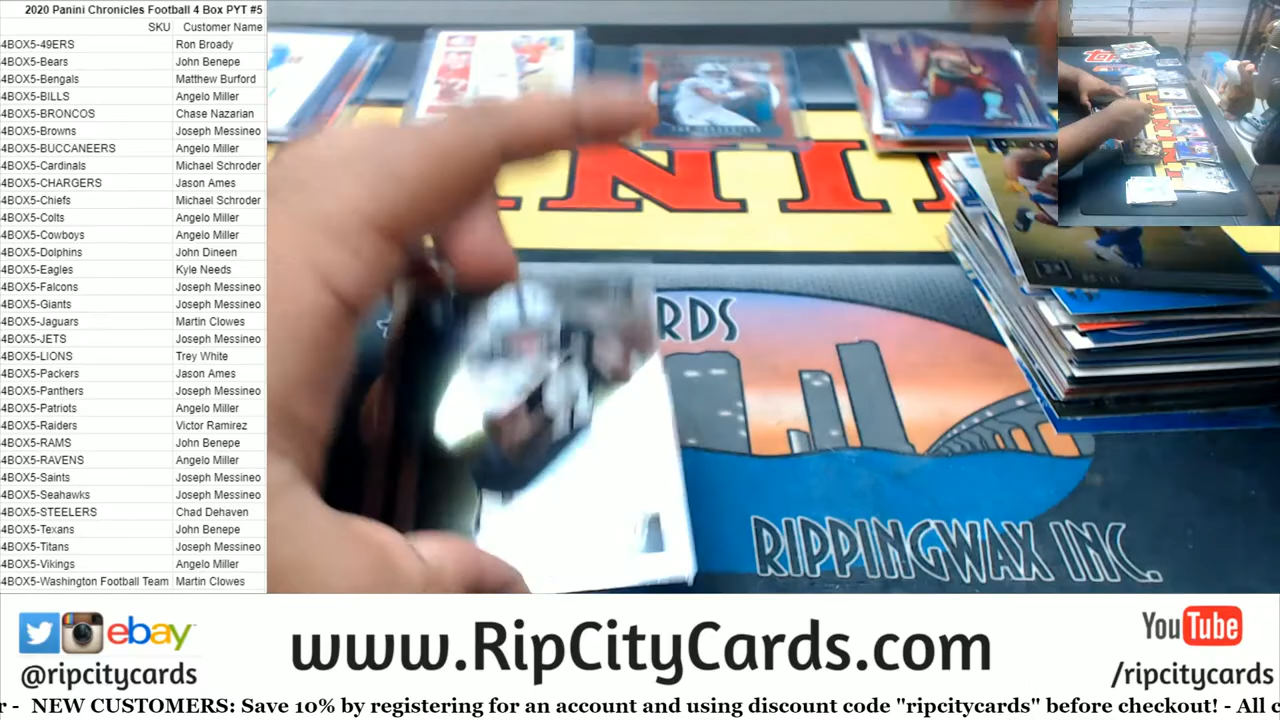 2020 Panini Chronicles Football 4 Box PYT #5
SKU Customer Name
4BOX5-49ERS Ron Broady
4BOX5-Bears John Benepe
4BOX5-Bengals Matthew Burford
4BOX5-BILLS Angelo Miller
4BOX5-BRONCOS Chase Nazarian
4BOX5-Browns Joseph Messineo
4BOX5-BUCCANEERS Angelo Miller
4BOX5-Cardinals Michael Schroder
4BOX5-CHARGERS Jason Ames
4BOX5-Chiefs Michael Schroder
4BOX5-Colts Angelo Miller
4BOX5-Cowboys Angelo Miller
4BOX5-Dolphins John Dineen
4BOX5-Eagles Kyle Needs
4BOX5-Falcons Joseph Messineo
4BOX5-Giants Joseph Messineo
4BOX5-Jaguars Martin Clowes
4BOX5-JETS Joseph Messineo
4BOX5-LIONS Trey White
4BOX5-Packers Jason Ames
4BOX5-Panthers Joseph Messineo
4BOX5-Patriots Angelo Miller
4BOX5-Raiders Victor Ramirez
4BOX5-RAMS John Benepe
4BOX5-RAVENS Angelo Miller
4BOX5-Saints Joseph Messineo
4BOX5-Seahawks Joseph Messineo
4BOX5-STEELERS Chad Dehaven
4BOX5-Texans John Benepe
4BOX5-Titans Joseph Messineo
4BOX5-Vikings Angelo Miller
4BOX5-Washington Football Team Martin Clowes
topps
PANINI
NINI
RDS
RIPPINGWAX INC.
ebay
@ripcitycards
www.RipCityCards.com
YouTube
/ripcitycards
r - NEW CUSTOMERS: Save 10% by registering for an account and using discount code "ripcitycards" before checkout! - All c